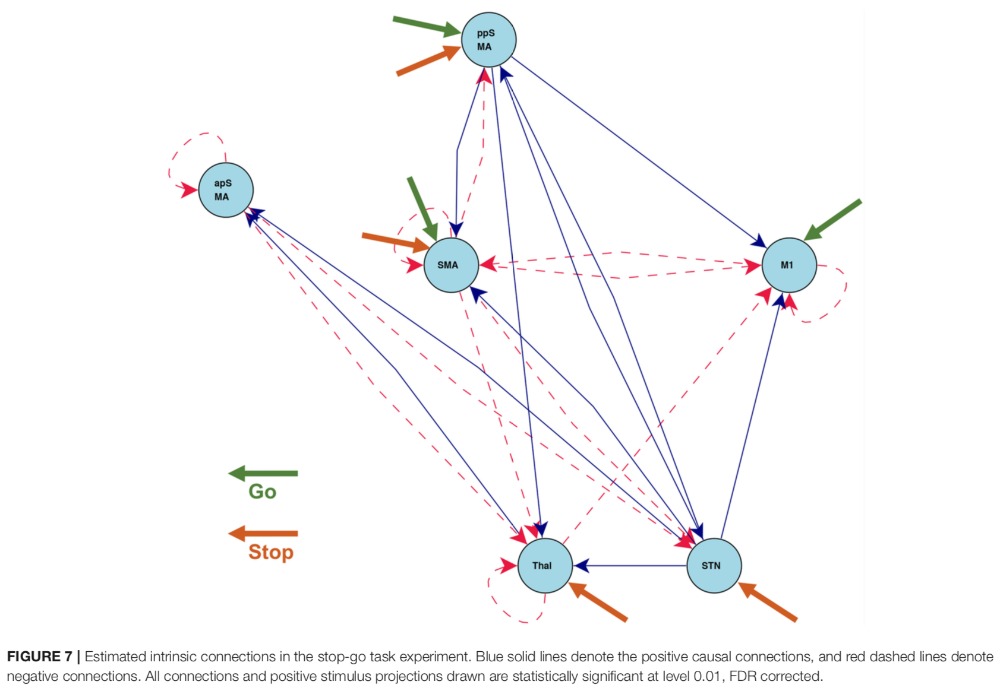 ppS
MA
apS
MA
SMA
M1
Go
Stop
Thal
STN
FIGURE 7 | Estimated intrinsic connections in the stop-go task experiment. Blue solid lines denote the positive causal connections, and red dashed lines denote
negative connections. All connections and positive stimulus projections drawn are statistically significant at level 0.01, FDR corrected.